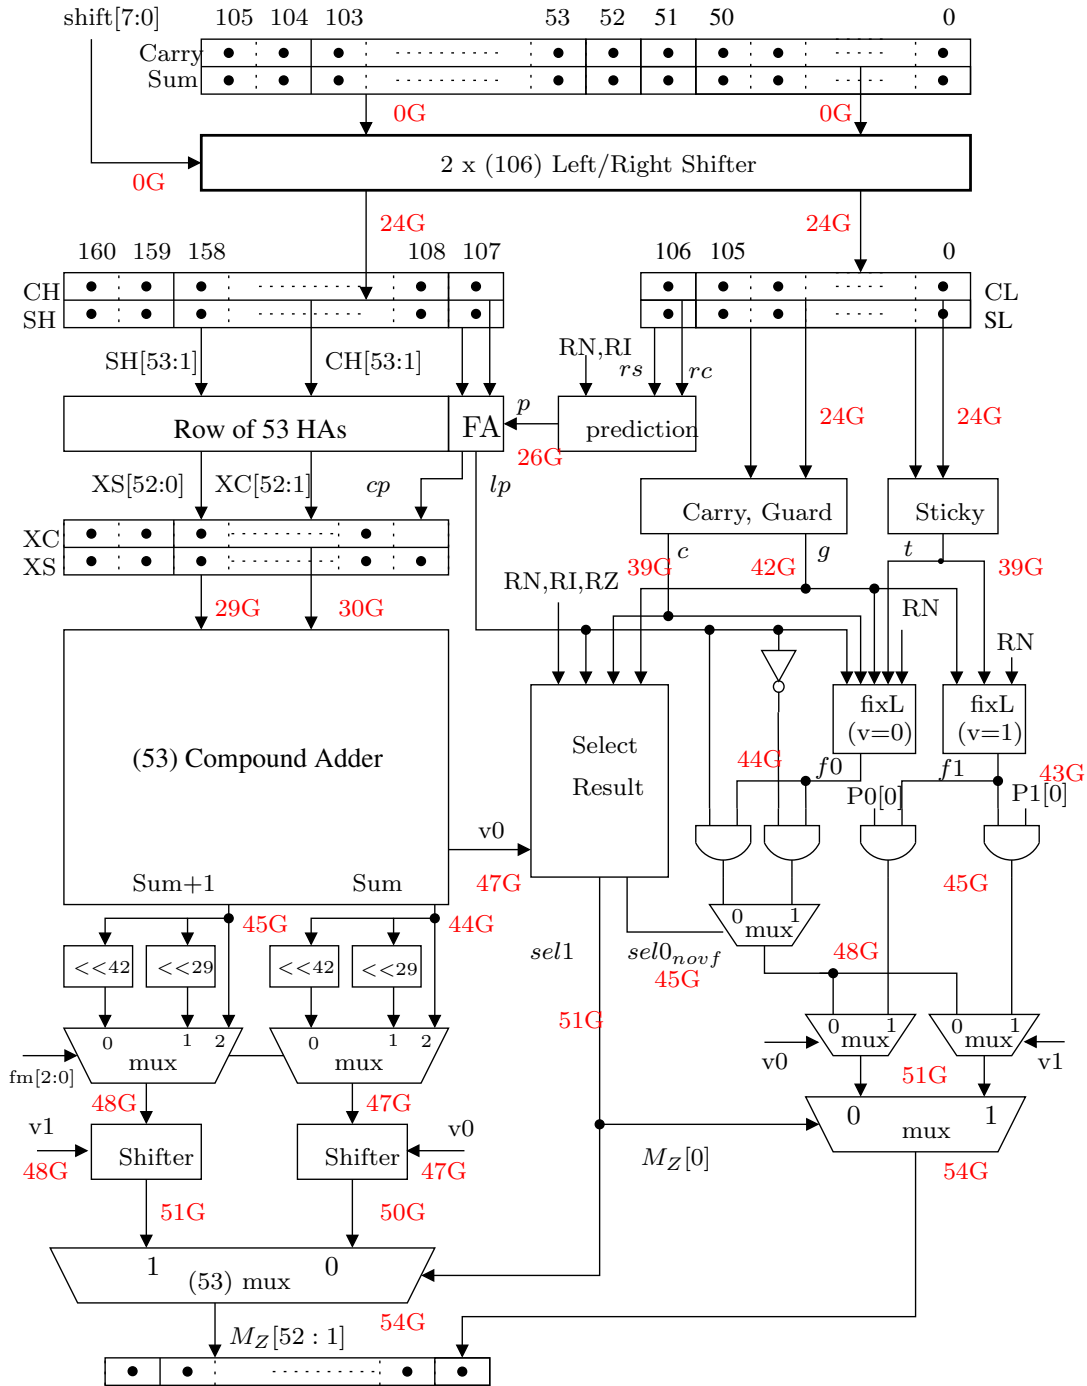 shift[7:0] 105 104 103 53 52 51 50 0
Carry
Sum
0G 0G
2 x (106) Left/Right Shifter
0G
24G 24G
160 159 158 108 107 106 105 0
CH CL
SH SL
SH[53:1] CH[53:1] RN,RI rs rc
p 24G 24G
Row of 53 HAs FA prediction
26G
XS[52:0] XC[52:1] cp lp
Carry, Guard Sticky
XC
XS
c g t
39G 42G 39G
RN,RI,RZ
29G 30G RN
RN
fixL fixL
(v=0) (v=1)
Select
Result
(53) Compound Adder
44G f0 f1 43G
P0[0] P1[0]
v0
47G 45G
Sum+1 Sum
45G 44G
0 1
mux
sel1 sel0novf 48G
45G
<<42 <<29 <<42 <<29
51G
0 1 2 0 1 2 0 1 0 1
mux mux mux mux
fm[2:0] v0 v1
51G
48G 47G
0 1
mux
v1 v0
Shifter Shifter
48G 47G
M_Z[0] 54G
51G 50G
1 0
(53) mux
54G
M_Z[52 : 1]